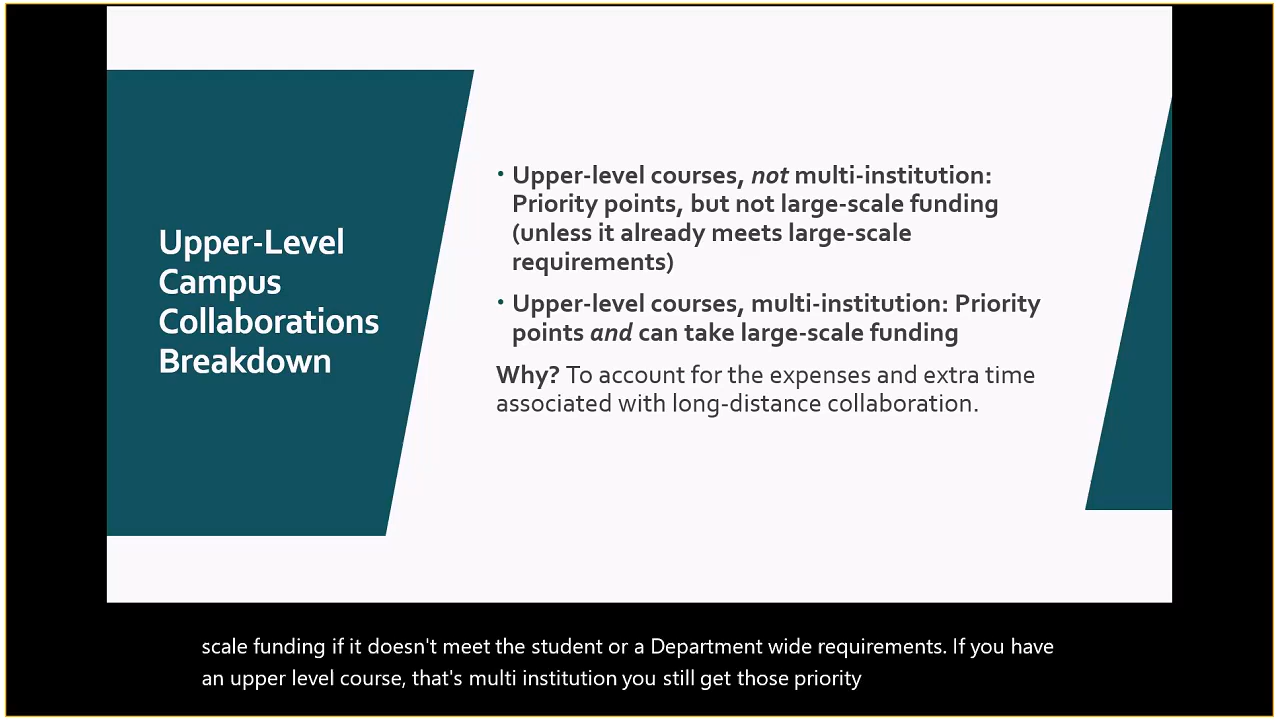 Upper-Level
Campus
Collaborations
Breakdown
• Upper-level courses, not multi-institution:
Priority points, but not large-scale funding
(unless it already meets large-scale
requirements)
• Upper-level courses, multi-institution: Priority
points and can take large-scale funding
Why? To account for the expenses and extra time
associated with long-distance collaboration.
scale funding if it doesn't meet the student or a Department wide requirements. If you have
an upper level course, that's multi institution you still get those priority